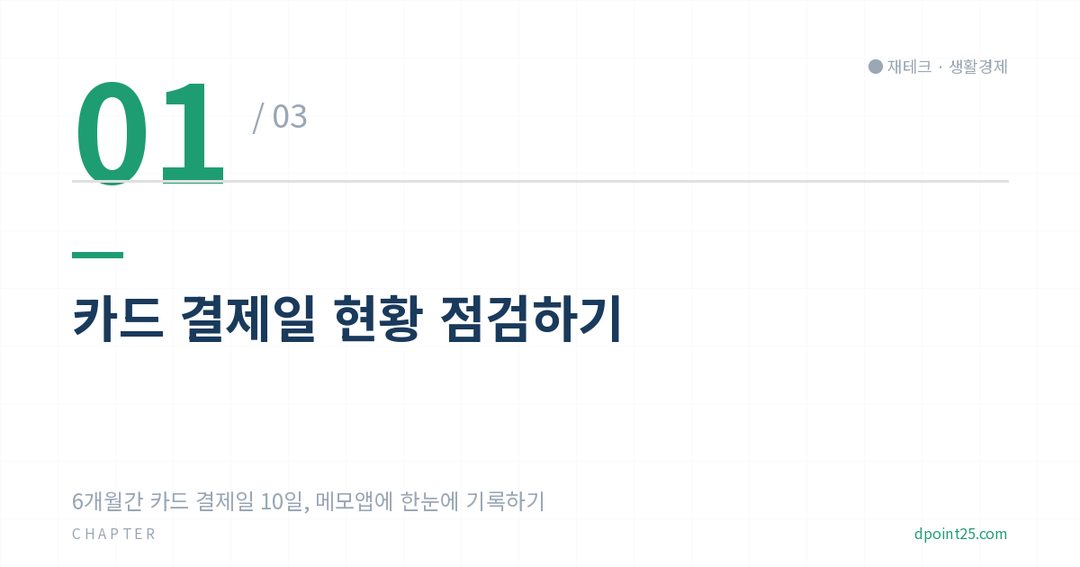 01 / 03
● 재테크 · 생활경제
카드 결제일 현황 점검하기
6개월간 카드 결제일 10일, 메모앱에 한눈에 기록하기
CHAPTER
dpoint25.com